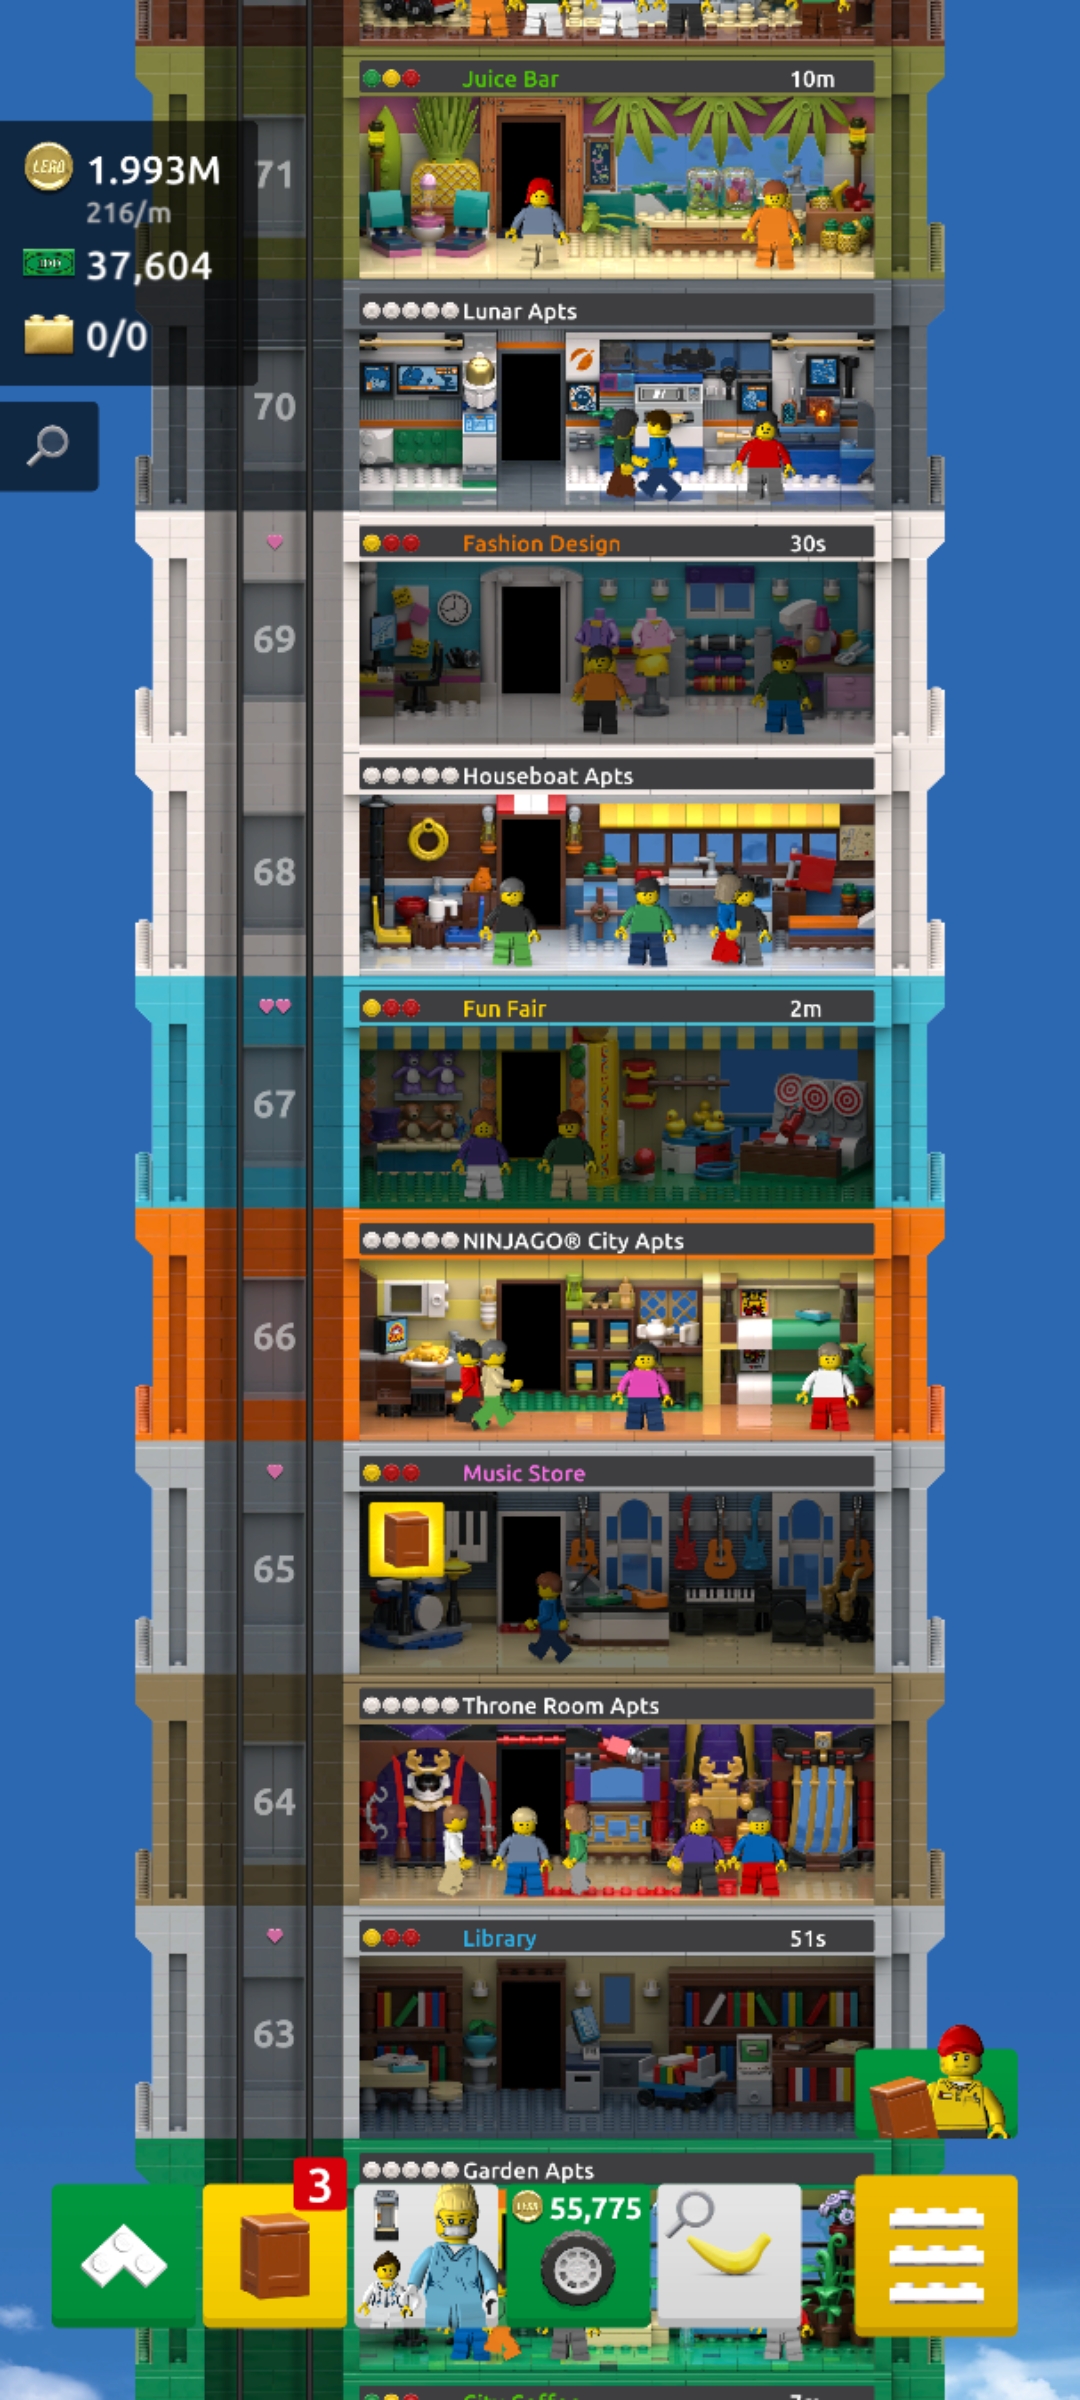 Juice Bar 10m
LEGO 1.993M
216/m
71
37,604
0/0
Lunar Apts
70
Fashion Design 30s
69
Houseboat Apts
68
Fun Fair 2m
67
NINJAGO® City Apts
66
Music Store
65
Throne Room Apts
64
Library 51s
63
Garden Apts
3
55,775